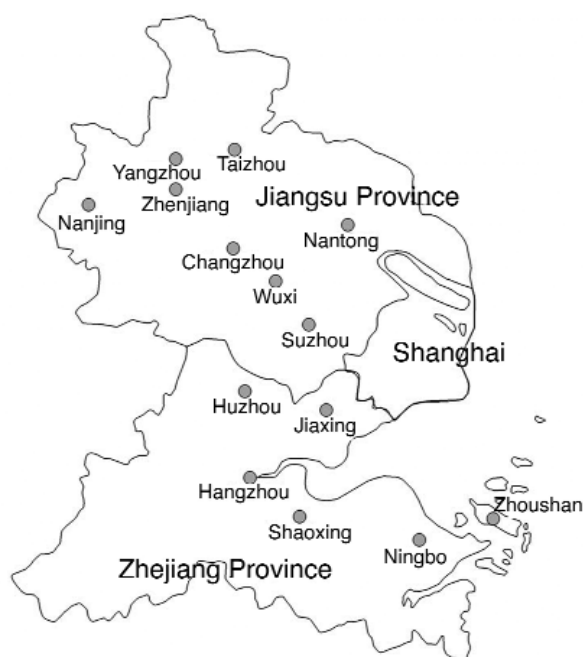 Taizhou
Yangzhou
Zhenjiang
Jiangsu Province
Nanjing
Nantong
Changzhou
Wuxi
Suzhou
Shanghai
Huzhou
Jiaxing
Hangzhou
Zhoushan
Shaoxing
Ningbo
Zhejiang Province